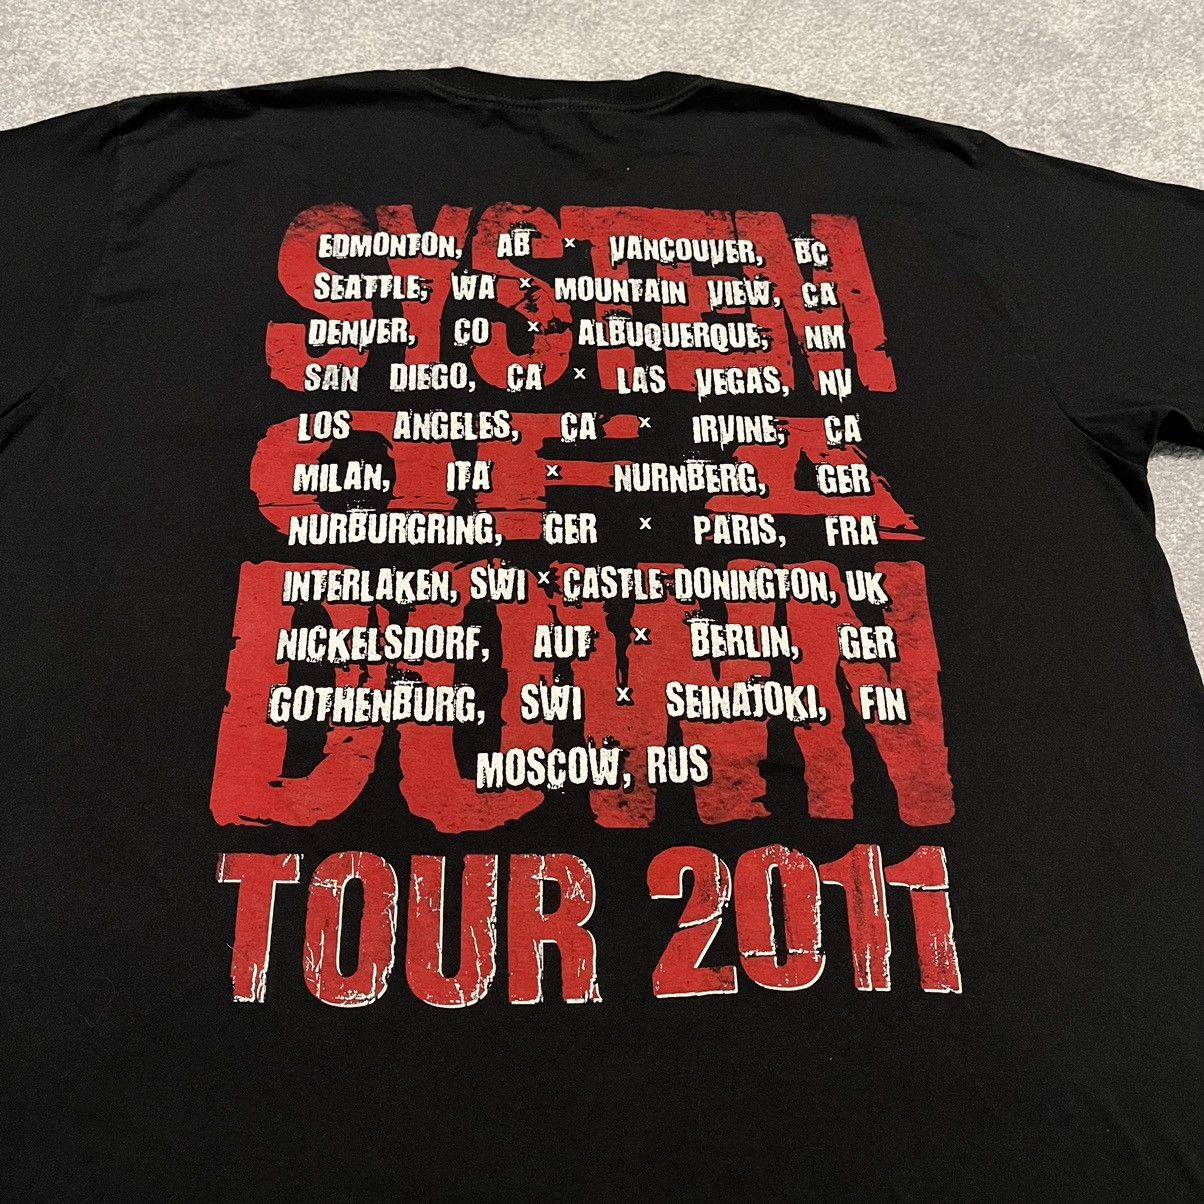 SYSTEM
OF A
DOWN
EDMONTON, AB x VANCOUVER, BC
SEATTLE, WA x MOUNTAIN VIEW, CA
DENVER, CO x ALBUQUERQUE, NM
SAN DIEGO, CA x LAS VEGAS, NV
LOS ANGELES, CA x IRVINE, CA
MILAN, ITA x NURNBERG, GER
NURBURGRING, GER x PARIS, FRA
INTERLAKEN, SWI x CASTLE DONINGTON, UK
NICKELSDORF, AUT x BERLIN, GER
GOTHENBURG, SWI x SEINAJOKI, FIN
MOSCOW, RUS
TOUR 2011